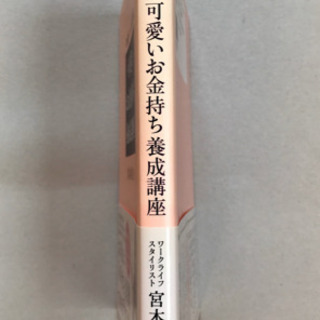 可愛いお金持ち養成講座
ワークライフ
スタイリスト
宮本